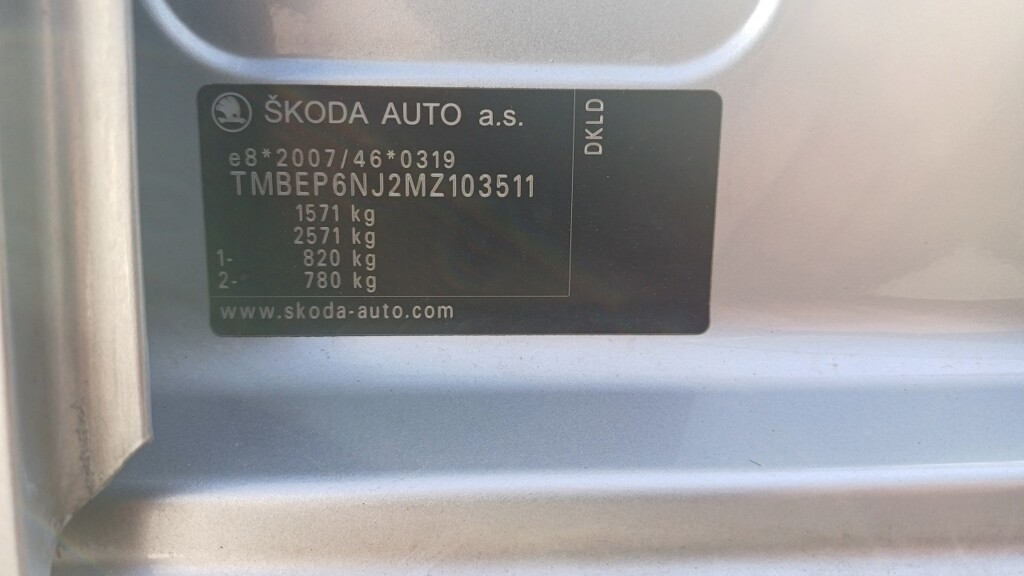 ŠKODA AUTO a.s.
DKLD
e8*2007/46*0319
TMBEP6NJ2MZ103511
1571 kg
2571 kg
1- 820 kg
2- 780 kg
www.skoda-auto.com